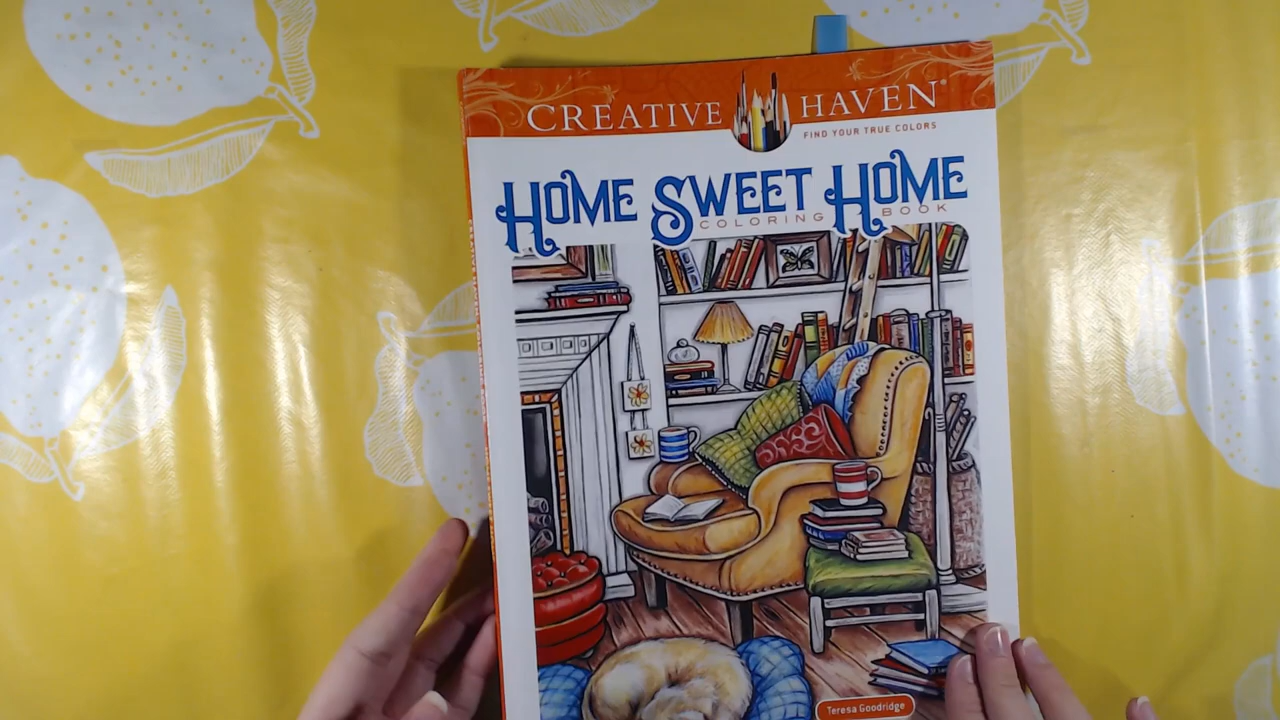 CREATIVE HAVEN®
FIND YOUR TRUE COLORS
HOME SWEET HOME
COLORING BOOK
Teresa Goodridge